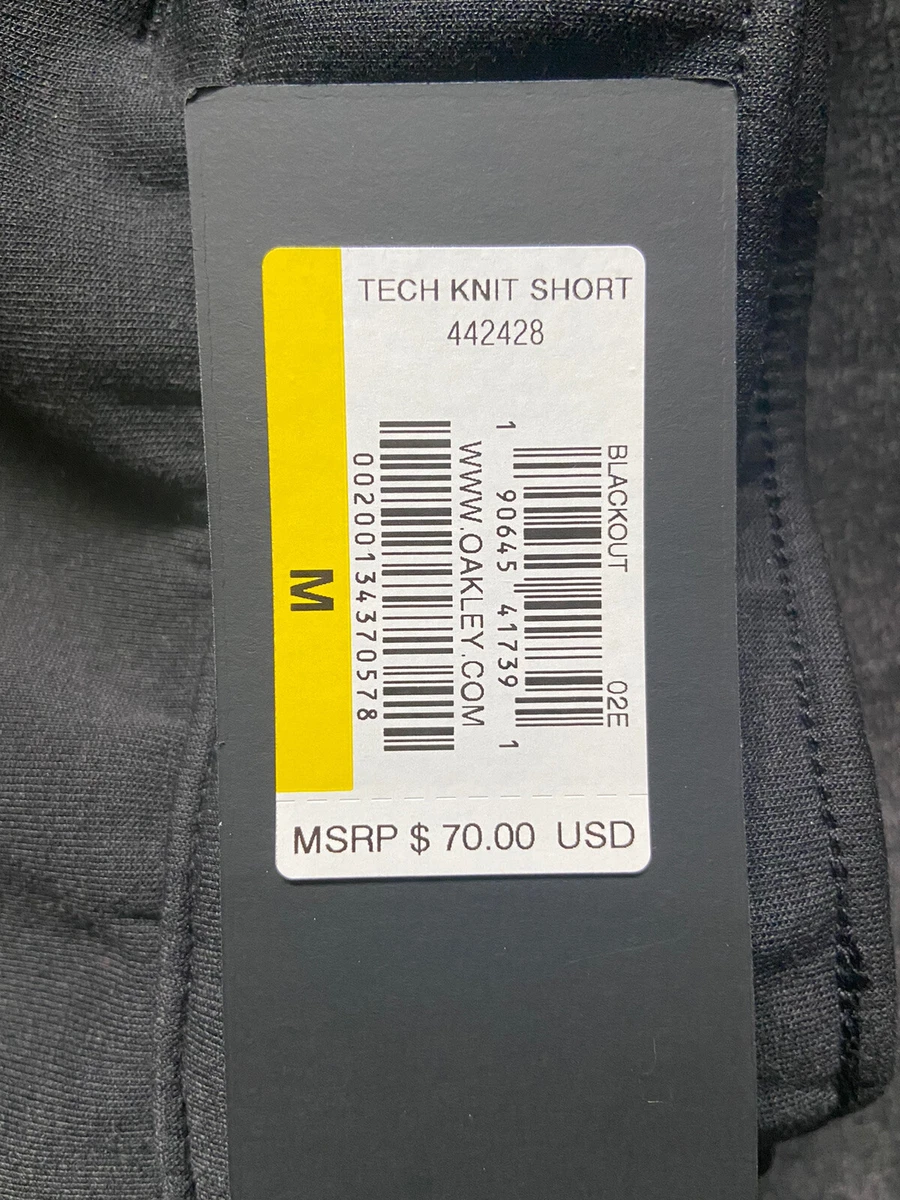 TECH KNIT SHORT
442428
BLACKOUT 02E
1 90645 41739 1
WWW.OAKLEY.COM
00200134370578
M
MSRP $ 70.00 USD